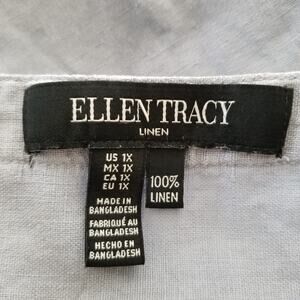 ELLEN TRACY
LINEN
US 1X
MX 1X
CA 1X
EU 1X
MADE IN
BANGLADESH
FABRIQUÉ AU
BANGLADESH
HECHO EN
BANGLADESH
100%
LINEN